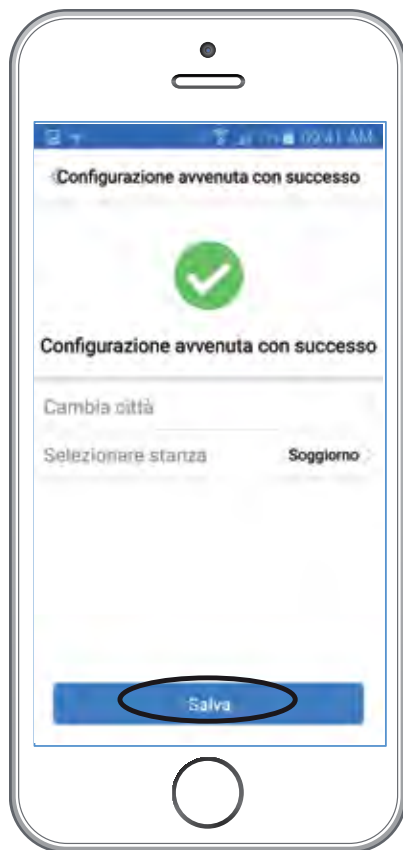 09:41 AM
Configurazione avvenuta con successo
Configurazione avvenuta con successo
Cambia città
Selezionare stanza Soggiorno
Salva